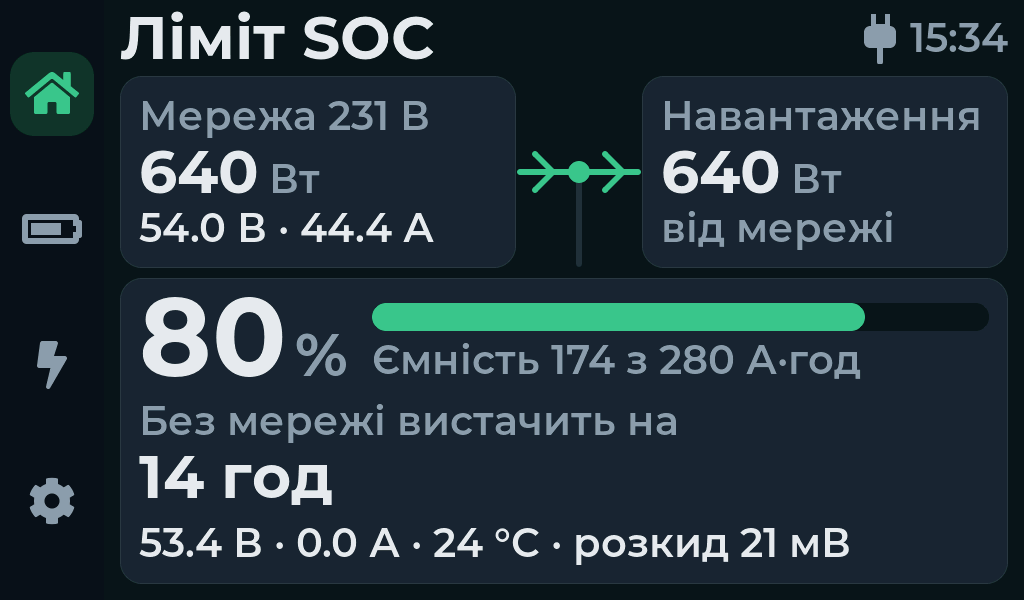 Ліміт SOC
15:34
Мережа 231 В
640 Вт
54.0 В · 44.4 А
Навантаження
640 Вт
від мережі
80 %
Ємність 174 з 280 А·год
Без мережі вистачить на
14 год
53.4 В · 0.0 А · 24 °C · розкид 21 мВ